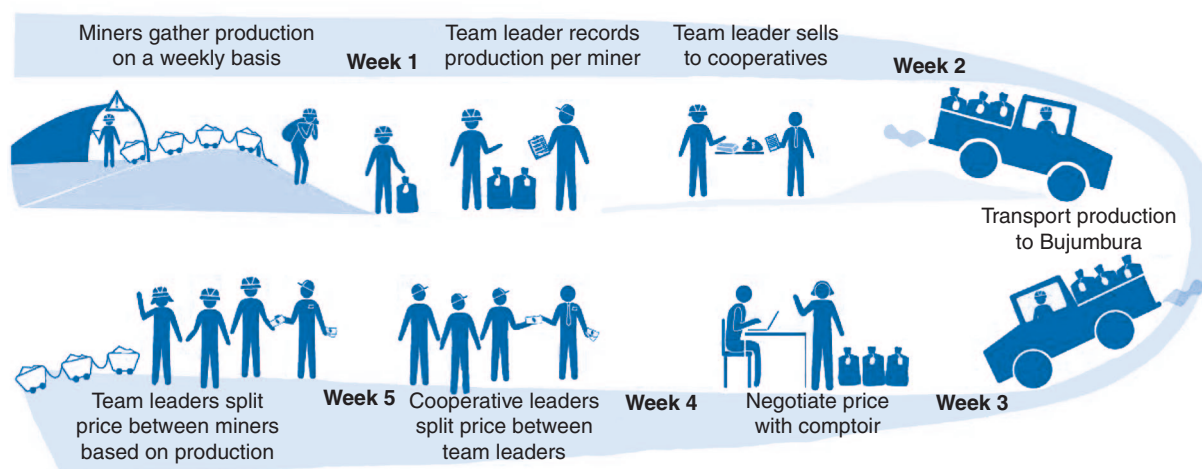 Miners gather production
on a weekly basis
Week 1
Team leader records
production per miner
Team leader sells
to cooperatives
Week 2
Transport production
to Bujumbura
Week 3
Negotiate price
with comptoir
Week 4
Cooperative leaders
split price between
team leaders
Week 5
Team leaders split
price between miners
based on production